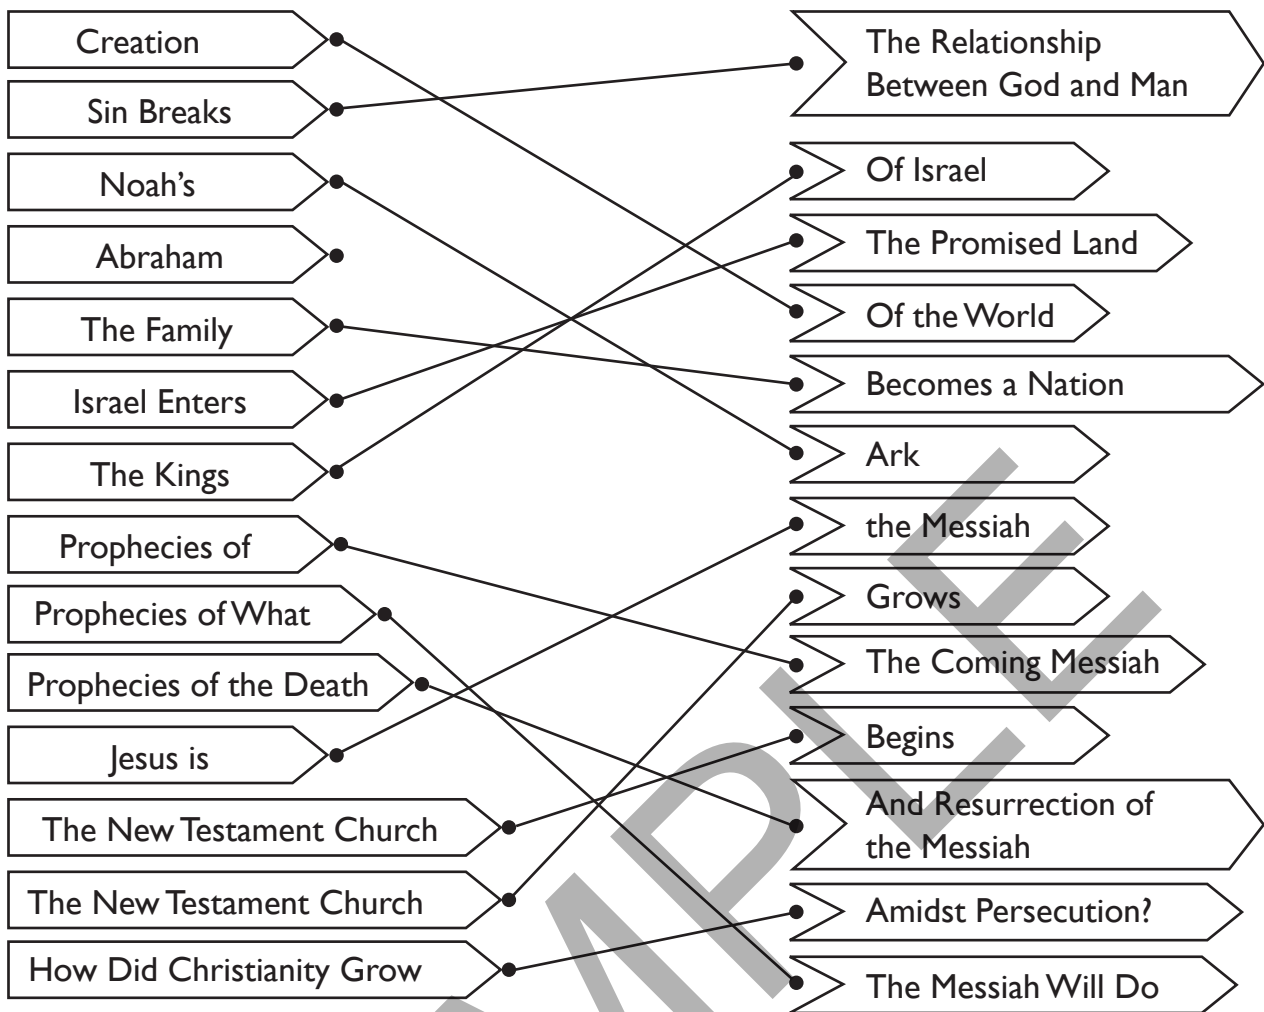 Creation
Sin Breaks
Noah's
Abraham
The Family
Israel Enters
The Kings
Prophecies of
Prophecies of What
Prophecies of the Death
Jesus is
The New Testament Church
The New Testament Church
How Did Christianity Grow
The Relationship
Between God and Man
Of Israel
The Promised Land
Of the World
Becomes a Nation
Ark
the Messiah
Grows
The Coming Messiah
Begins
And Resurrection of
the Messiah
Amidst Persecution?
The Messiah Will Do
MPLE